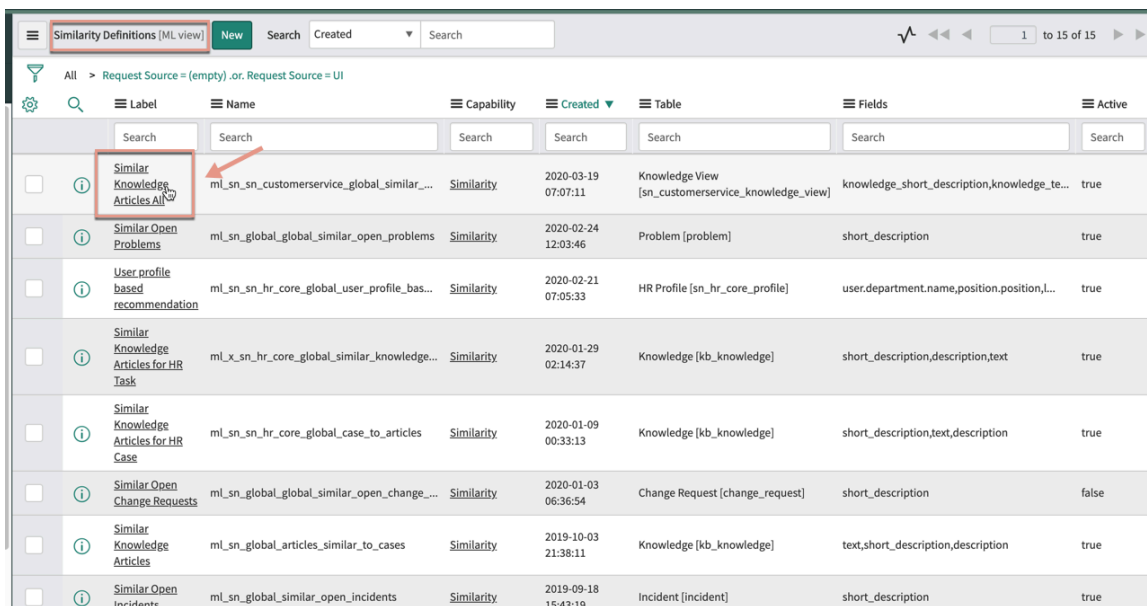 Similarity Definitions [ML view] New Search Created Search 1 to 15 of 15
All > Request Source = (empty) .or. Request Source = UI
Label Name Capability Created Table Fields Active
Search Search Search Search Search Search Search
Similar Knowledge Articles All ml_sn_sn_customerservice_global_similar_... Similarity 2020-03-19 07:07:11 Knowledge View [sn_customerservice_knowledge_view] knowledge_short_description,knowledge_te... true
Similar Open Problems ml_sn_global_global_similar_open_problems Similarity 2020-02-24 12:03:46 Problem [problem] short_description true
User profile based recommendation ml_sn_sn_hr_core_global_user_profile_bas... Similarity 2020-02-21 07:05:33 HR Profile [sn_hr_core_profile] user.department.name,position.position,l... true
Similar Knowledge Articles for HR Task ml_x_sn_hr_core_global_similar_knowledge... Similarity 2020-01-29 02:14:37 Knowledge [kb_knowledge] short_description,description,text true
Similar Knowledge Articles for HR Case ml_sn_sn_hr_core_global_case_to_articles Similarity 2020-01-09 00:33:13 Knowledge [kb_knowledge] short_description,text,description true
Similar Open Change Requests ml_sn_global_global_similar_open_change_... Similarity 2020-01-03 06:36:54 Change Request [change_request] short_description false
Similar Knowledge Articles ml_sn_global_articles_similar_to_cases Similarity 2019-10-03 21:38:11 Knowledge [kb_knowledge] text,short_description,description true
Similar Open Incidents ml_sn_global_similar_open_incidents Similarity 2019-09-18 15:43:19 Incident [incident] short_description true